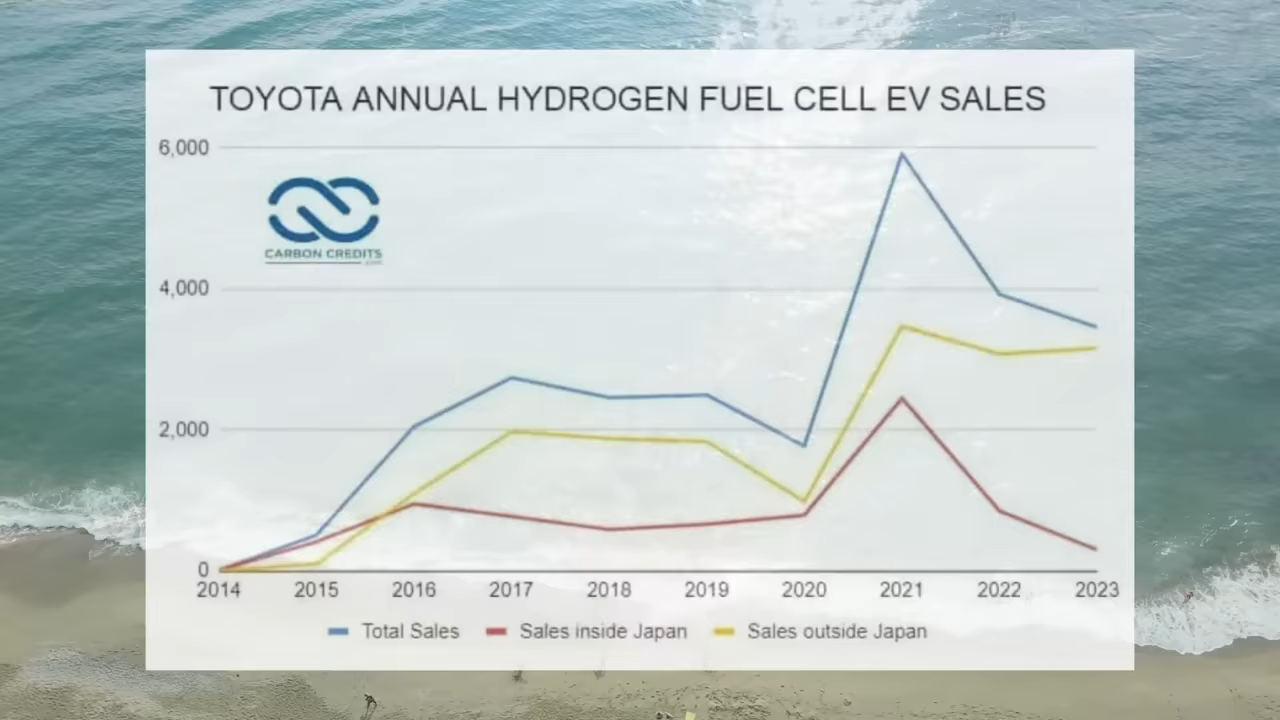 TOYOTA ANNUAL HYDROGEN FUEL CELL EV SALES
6,000
CARBON CREDITS
.com
4,000
2,000
0
2014 2015 2016 2017 2018 2019 2020 2021 2022 2023
Total Sales Sales inside Japan Sales outside Japan